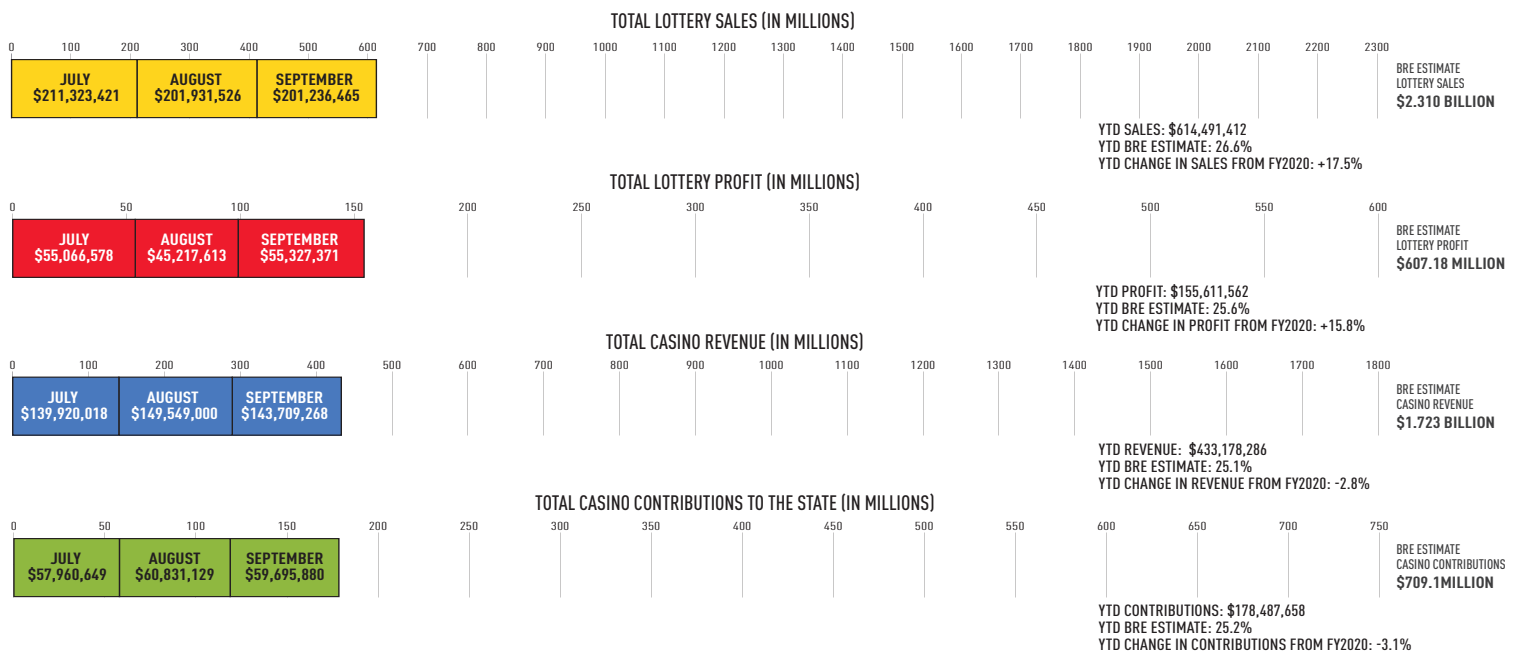 TOTAL LOTTERY SALES (IN MILLIONS)
0 100 200 300 400 500 600 700 800 900 1000 1100 1200 1300 1400 1500 1600 1700 1800 1900 2000 2100 2200 2300
JULY AUGUST SEPTEMBER
$211,323,421 $201,931,526 $201,236,465
BRE ESTIMATE
LOTTERY SALES
$2.310 BILLION
YTD SALES: $614,491,412
YTD BRE ESTIMATE: 26.6%
YTD CHANGE IN SALES FROM FY2020: +17.5%
TOTAL LOTTERY PROFIT (IN MILLIONS)
0 50 100 150 200 250 300 350 400 450 500 550 600
JULY AUGUST SEPTEMBER
$55,066,578 $45,217,613 $55,327,371
BRE ESTIMATE
LOTTERY PROFIT
$607.18 MILLION
YTD PROFIT: $155,611,562
YTD BRE ESTIMATE: 25.6%
YTD CHANGE IN PROFIT FROM FY2020: +15.8%
TOTAL CASINO REVENUE (IN MILLIONS)
0 100 200 300 400 500 600 700 800 900 1000 1100 1200 1300 1400 1500 1600 1700 1800
JULY AUGUST SEPTEMBER
$139,920,018 $149,549,000 $143,709,268
BRE ESTIMATE
CASINO REVENUE
$1.723 BILLION
YTD REVENUE: $433,178,286
YTD BRE ESTIMATE: 25.1%
YTD CHANGE IN REVENUE FROM FY2020: -2.8%
TOTAL CASINO CONTRIBUTIONS TO THE STATE (IN MILLIONS)
0 50 100 150 200 250 300 350 400 450 500 550 600 650 700 750
JULY AUGUST SEPTEMBER
$57,960,649 $60,831,129 $59,695,880
BRE ESTIMATE
CASINO CONTRIBUTIONS
$709.1MILLION
YTD CONTRIBUTIONS: $178,487,658
YTD BRE ESTIMATE: 25.2%
YTD CHANGE IN CONTRIBUTIONS FROM FY2020: -3.1%